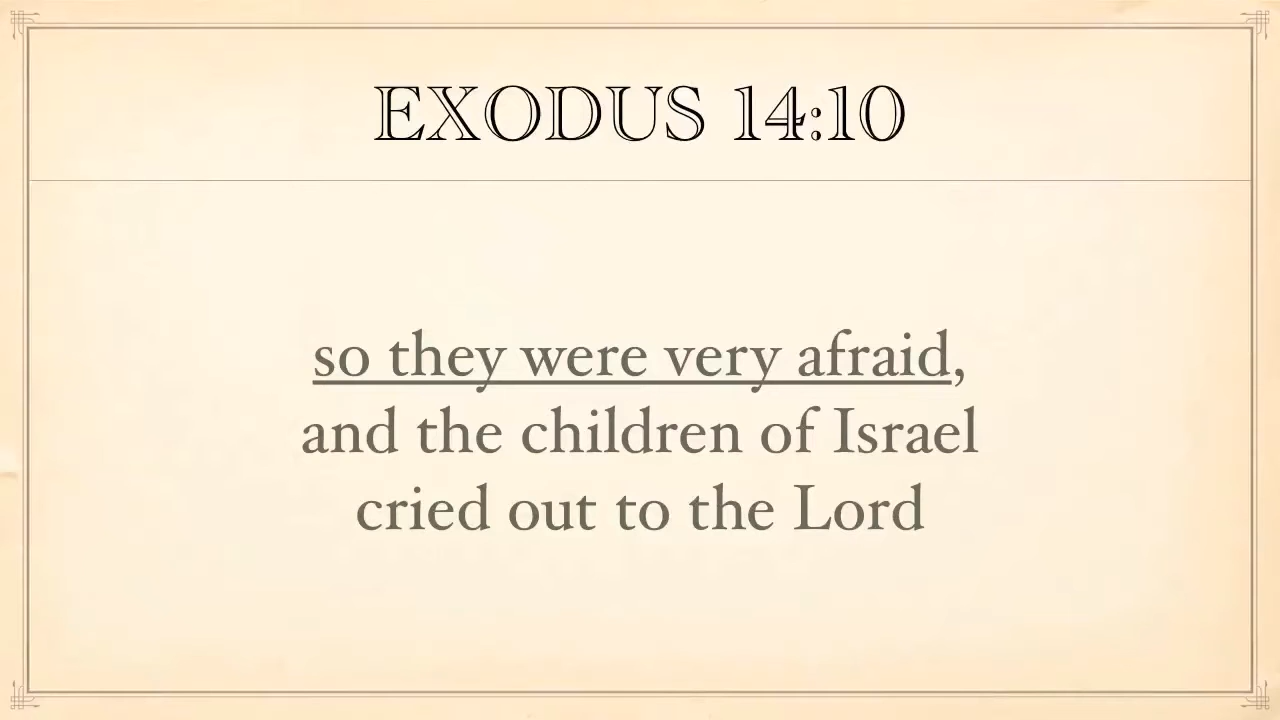 EXODUS 14:10
so they were very afraid,
and the children of Israel
cried out to the Lord